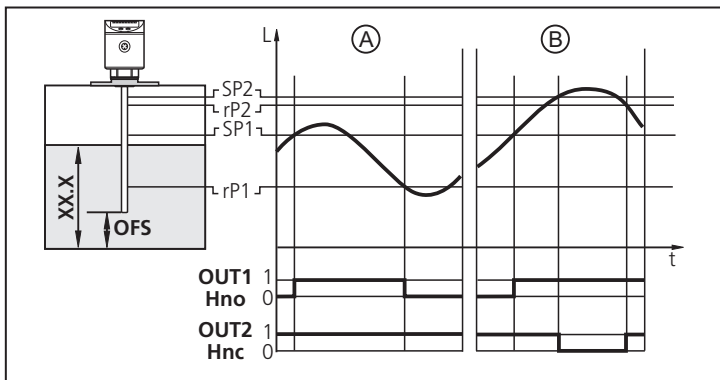 L
A
B
SP2
rP2
SP1
rP1
XX.X
OFS
t
OUT1 1
Hno 0
OUT2 1
Hnc 0